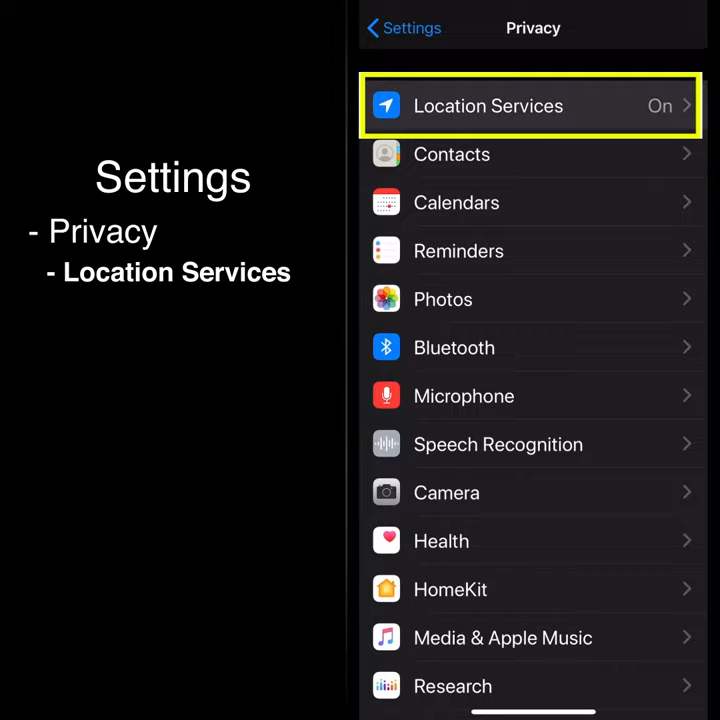 Settings
- Privacy
- Location Services
Settings
Privacy
Location Services On
Contacts
Calendars
Reminders
Photos
Bluetooth
Microphone
Speech Recognition
Camera
Health
HomeKit
Media & Apple Music
Research